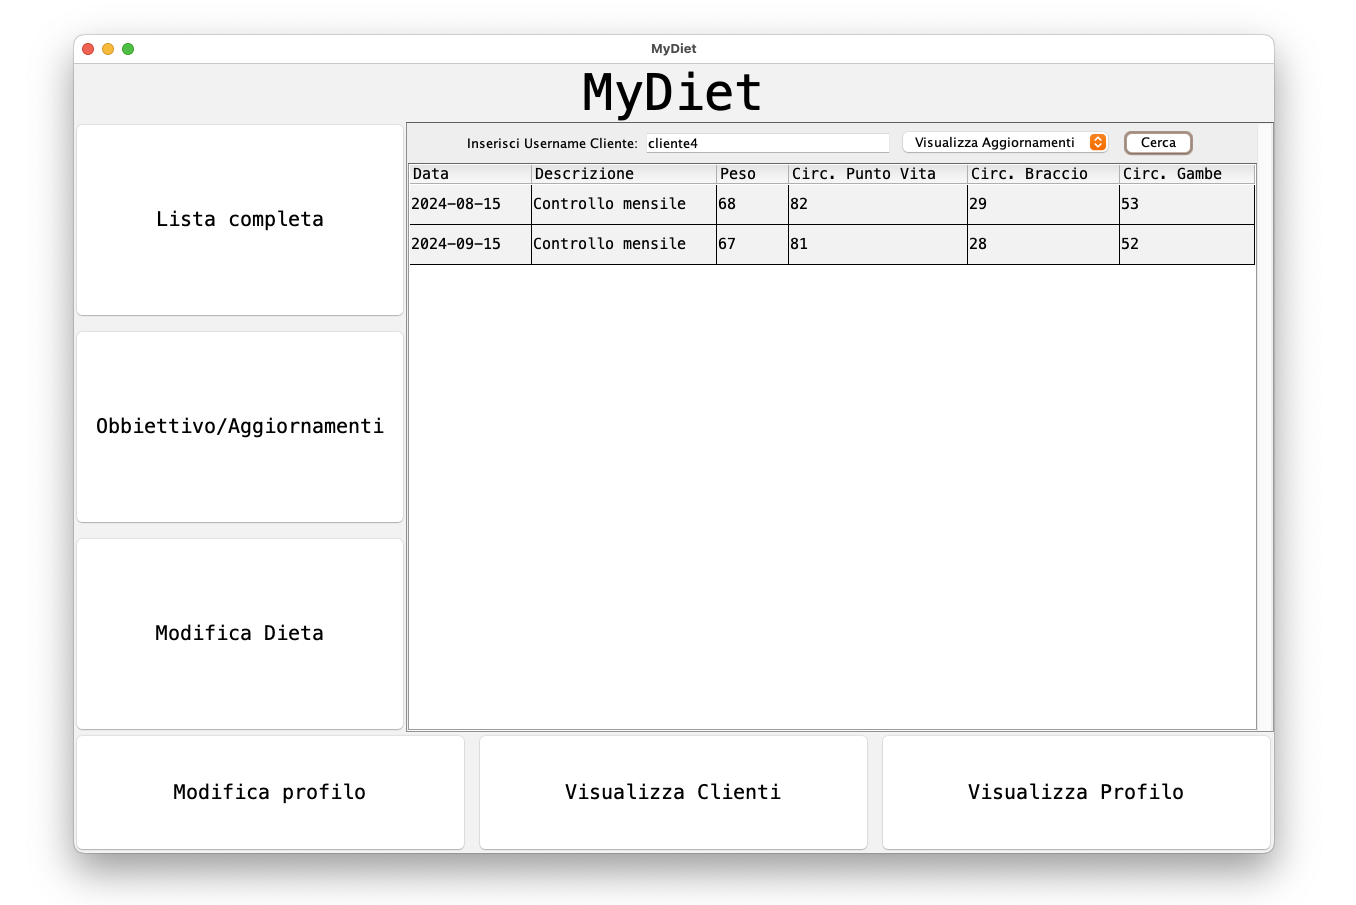 MyDiet
MyDiet
Inserisci Username Cliente: cliente4 Visualizza Aggiornamenti Cerca
Data Descrizione Peso Circ. Punto Vita Circ. Braccio Circ. Gambe
2024-08-15 Controllo mensile 68 82 29 53
2024-09-15 Controllo mensile 67 81 28 52
Lista completa
Obbiettivo/Aggiornamenti
Modifica Dieta
Modifica profilo Visualizza Clienti Visualizza Profilo